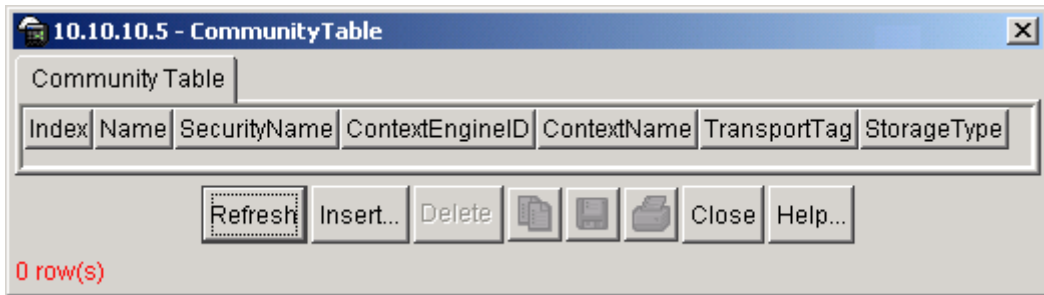 10.10.10.5 - CommunityTable
Community Table
Index Name SecurityName ContextEngineID ContextName TransportTag StorageType
Refresh Insert... Delete Close Help...
0 row(s)